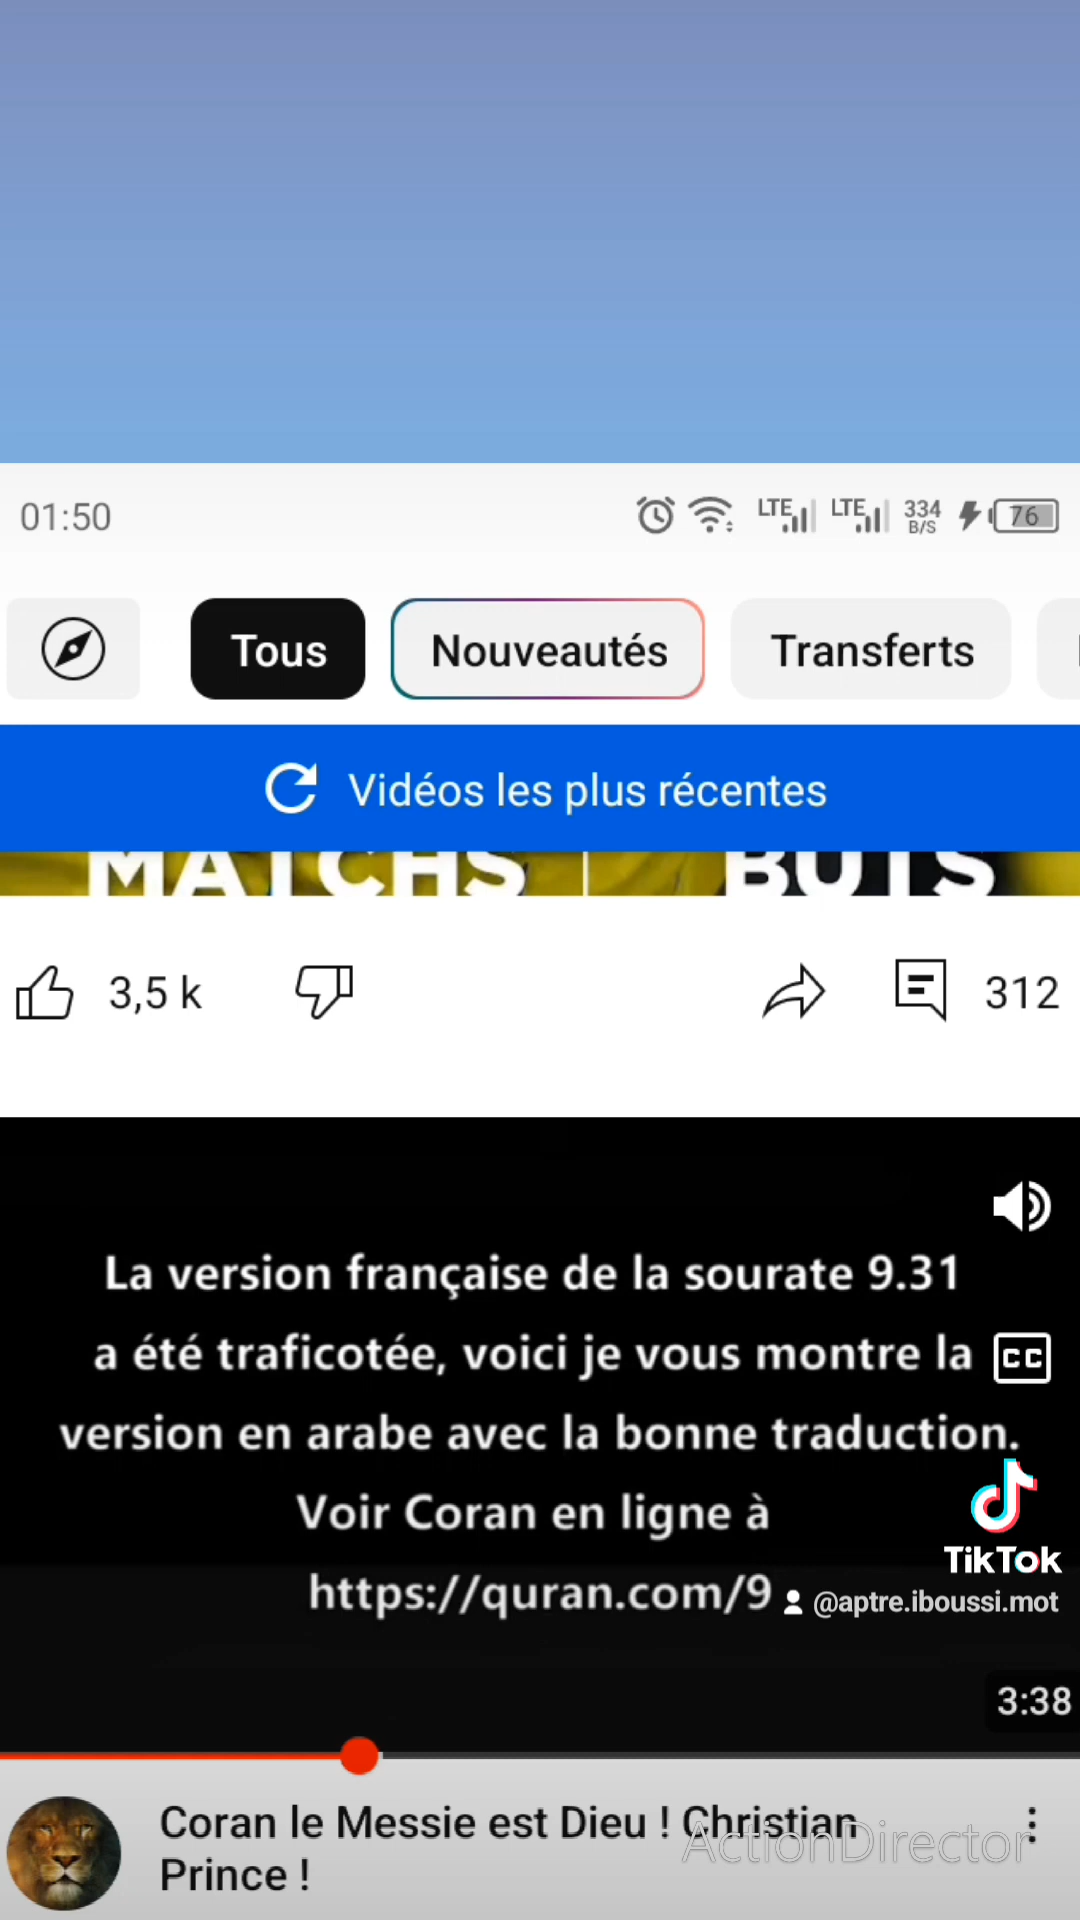 01:50
LTE LTE 334 B/S 76
Tous Nouveautés Transferts
Vidéos les plus récentes
MATCHS BUTS
3,5 k 312
La version française de la sourate 9.31
a été traficotée, voici je vous montre la
CC
version en arabe avec la bonne traduction.
Voir Coran en ligne à
TikTok
https://quran.com/9
@aptre.iboussi.mot
3:38
Coran le Messie est Dieu ! Christian
Prince !
ActionDirector